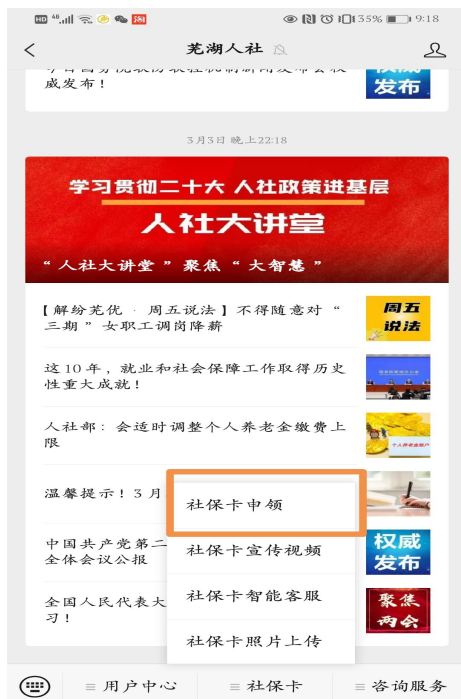 HD 46 35% 9:18
芜湖人社
威发布!
发布
3月3日 晚上22:18
学习贯彻二十大 人社政策进基层
人社大讲堂
“人社大讲堂”聚焦“大智慧”
【解纷芜优 · 周五说法】不得随意对“
三期”女职工调岗降薪
周五
说法
这10年，就业和社会保障工作取得历史
性重大成就!
人社部：会适时调整个人养老金缴费上
限
个人养老金账户
温馨提示! 3月
社保卡申领
中国共产党第二
全体会议公报
社保卡宣传视频
权威
发布
全国人民代表大
习!
社保卡智能客服
聚焦
两会
社保卡照片上传
用户中心
社保卡
咨询服务